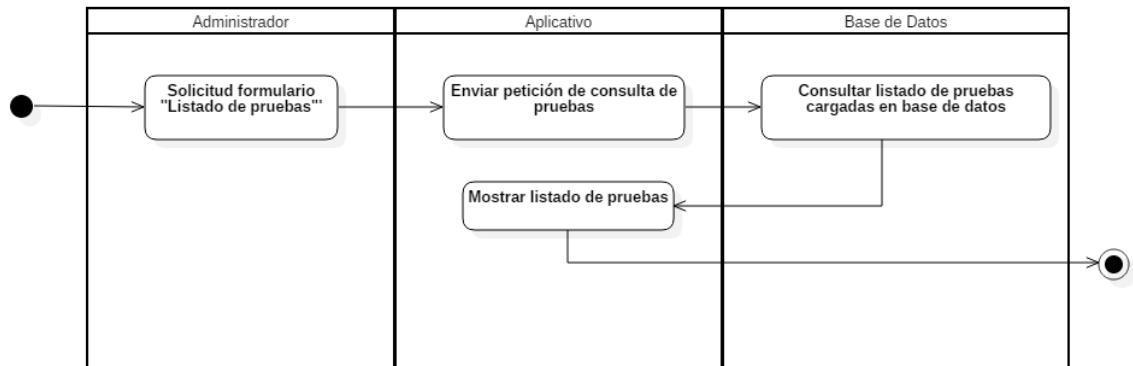 Administrador
Aplicativo
Base de Datos
Solicitud formulario
"Listado de pruebas"'
Enviar petición de consulta de
pruebas
Consultar listado de pruebas
cargadas en base de datos
Mostrar listado de pruebas